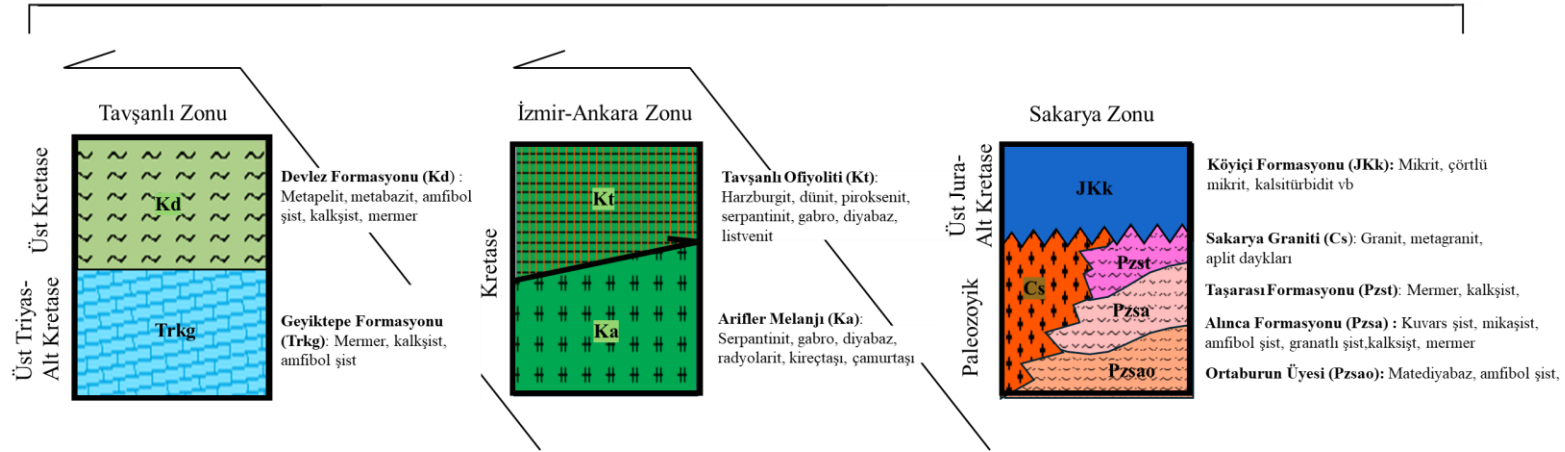 Tavşanlı Zonu
Üst Kretase
Üst Triyas-
Alt Kretase
Kd
Trkg
Devlez Formasyonu (Kd) :
Metapelit, metabazit, amfibol
şist, kalkşist, mermer
Geyiktepe Formasyonu
(Trkg): Mermer, kalkşist,
amfibol şist
İzmir-Ankara Zonu
Kretase
Kt
Ka
Tavşanlı Ofiyoliti (Kt):
Harzburgit, dünit, piroksenit,
serpantinit, gabro, diyabaz,
listvenit
Arifler Melanjı (Ka):
Serpantinit, gabro, diyabaz,
radyolarit, kireçtaşı, çamurtaşı
Sakarya Zonu
Üst Jura-
Alt Kretase
Paleozoyik
JKk
Cs
Pzst
Pzsa
Pzsao
Köyiçi Formasyonu (JKk): Mikrit, çörtlü
mikrit, kalsitürbidit vb
Sakarya Graniti (Cs): Granit, metagranit,
aplit daykları
Taşarası Formasyonu (Pzst): Mermer, kalkşist,
Alınca Formasyonu (Pzsa) : Kuvars şist, mikaşist,
amfibol şist, granatlı şist,kalksişt, mermer
Ortaburun Üyesi (Pzsao): Matediyabaz, amfibol şist,